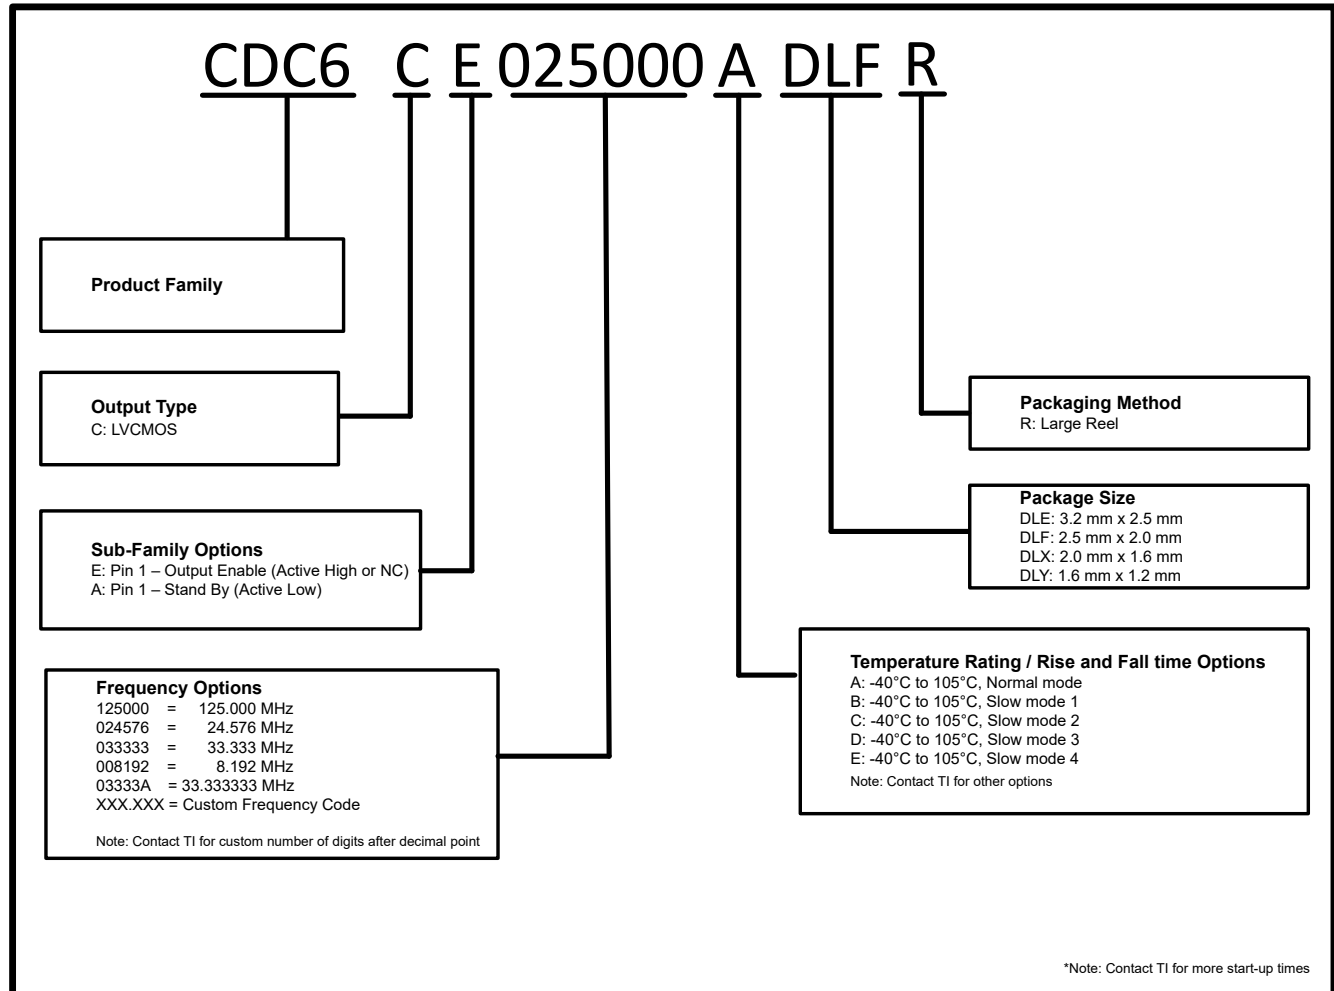 CDC6 C E 025000 A DLF R
Product Family
Output Type
C: LVCMOS
Sub-Family Options
E: Pin 1 – Output Enable (Active High or NC)
A: Pin 1 – Stand By (Active Low)
Frequency Options
125000 = 125.000 MHz
024576 = 24.576 MHz
033333 = 33.333 MHz
008192 = 8.192 MHz
03333A = 33.333333 MHz
XXX.XXX = Custom Frequency Code
Note: Contact TI for custom number of digits after decimal point
Packaging Method
R: Large Reel
Package Size
DLE: 3.2 mm x 2.5 mm
DLF: 2.5 mm x 2.0 mm
DLX: 2.0 mm x 1.6 mm
DLY: 1.6 mm x 1.2 mm
Temperature Rating / Rise and Fall time Options
A: -40°C to 105°C, Normal mode
B: -40°C to 105°C, Slow mode 1
C: -40°C to 105°C, Slow mode 2
D: -40°C to 105°C, Slow mode 3
E: -40°C to 105°C, Slow mode 4
Note: Contact TI for other options
*Note: Contact TI for more start-up times